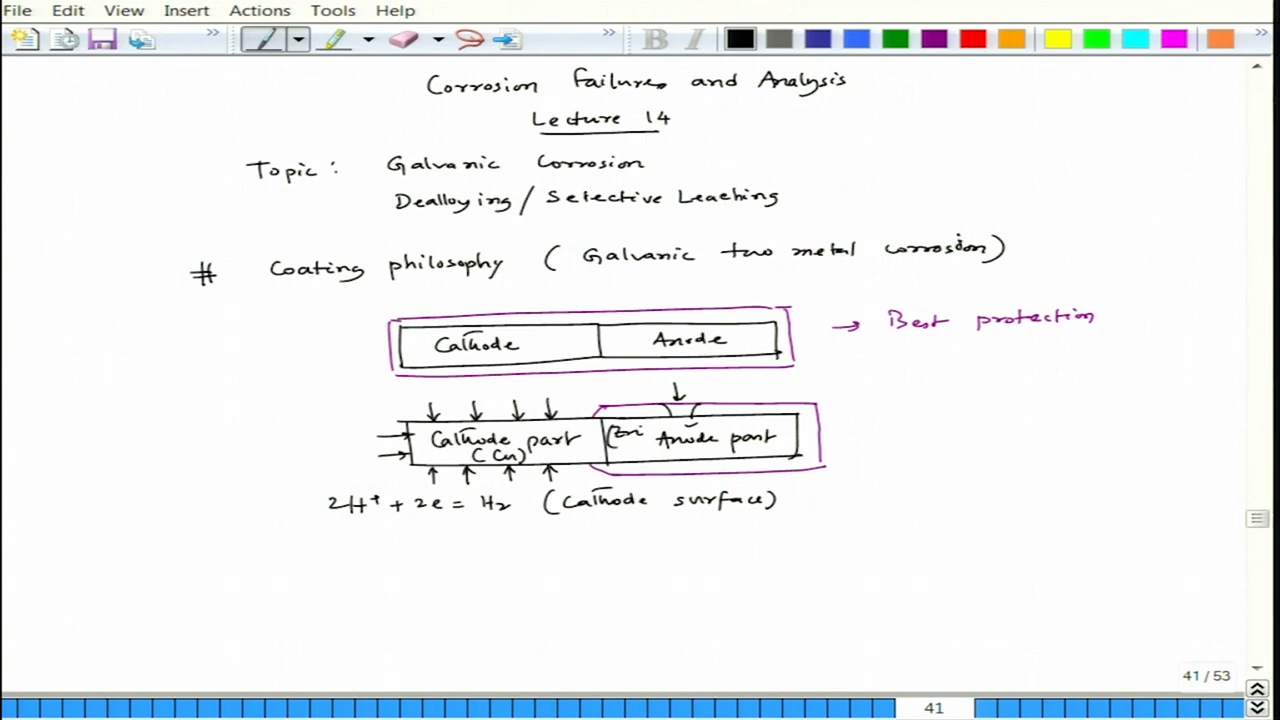 File Edit View Insert Actions Tools Help
B I
Corrosion Failures and Analysis
Lecture 14
Topic: Galvanic Corrosion
Dealloying / Selective Leaching
# Coating philosophy (Galvanic two metal corrosion)
Cathode Anode → Best protection
Cathode part (Zn) Anode part
(Cu)
2H+ + 2e = H2 (Cathode surface)
41 / 53
41